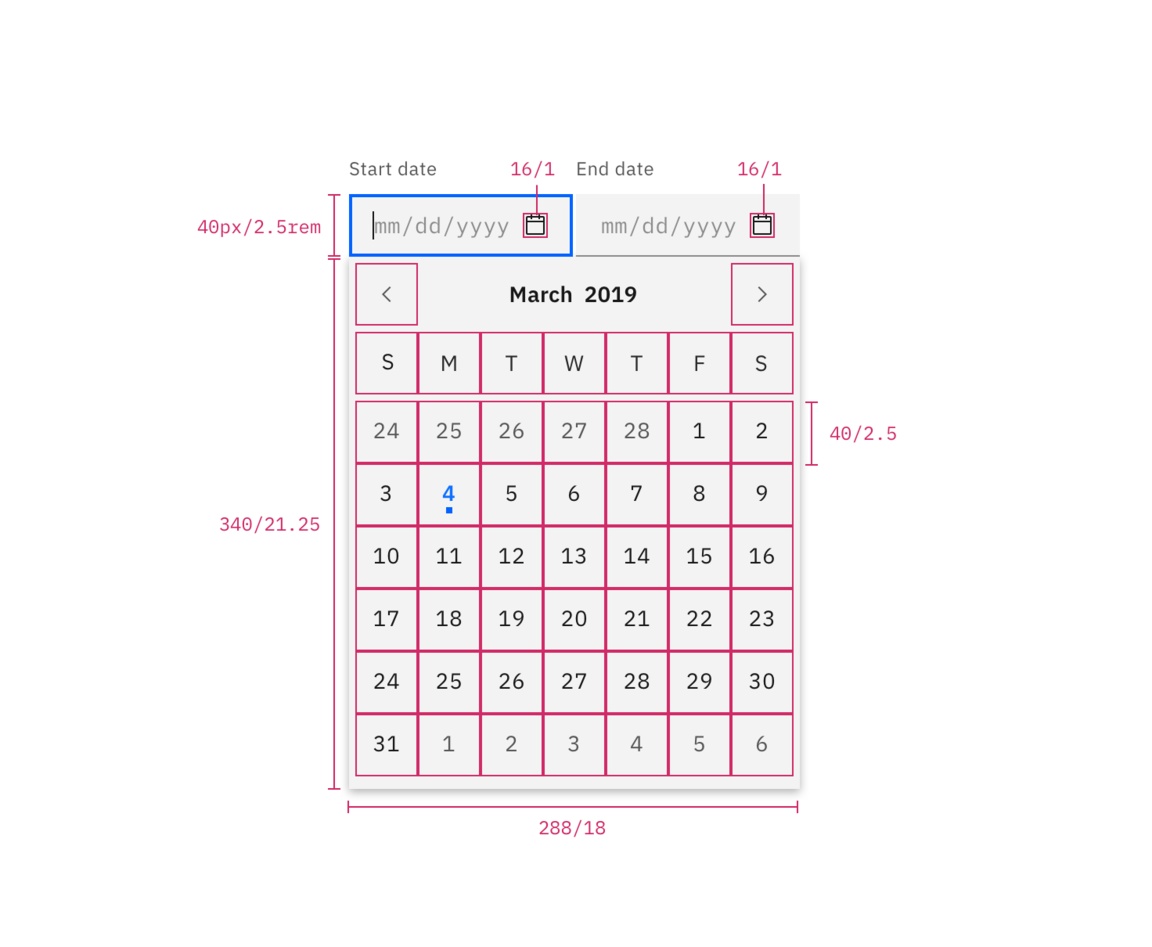 Start date 16/1 End date 16/1
40px/2.5rem mm/dd/yyyy mm/dd/yyyy
March 2019
S M T W T F S
24 25 26 27 28 1 2
40/2.5
3 4 5 6 7 8 9
340/21.25
10 11 12 13 14 15 16
17 18 19 20 21 22 23
24 25 26 27 28 29 30
31 1 2 3 4 5 6
288/18